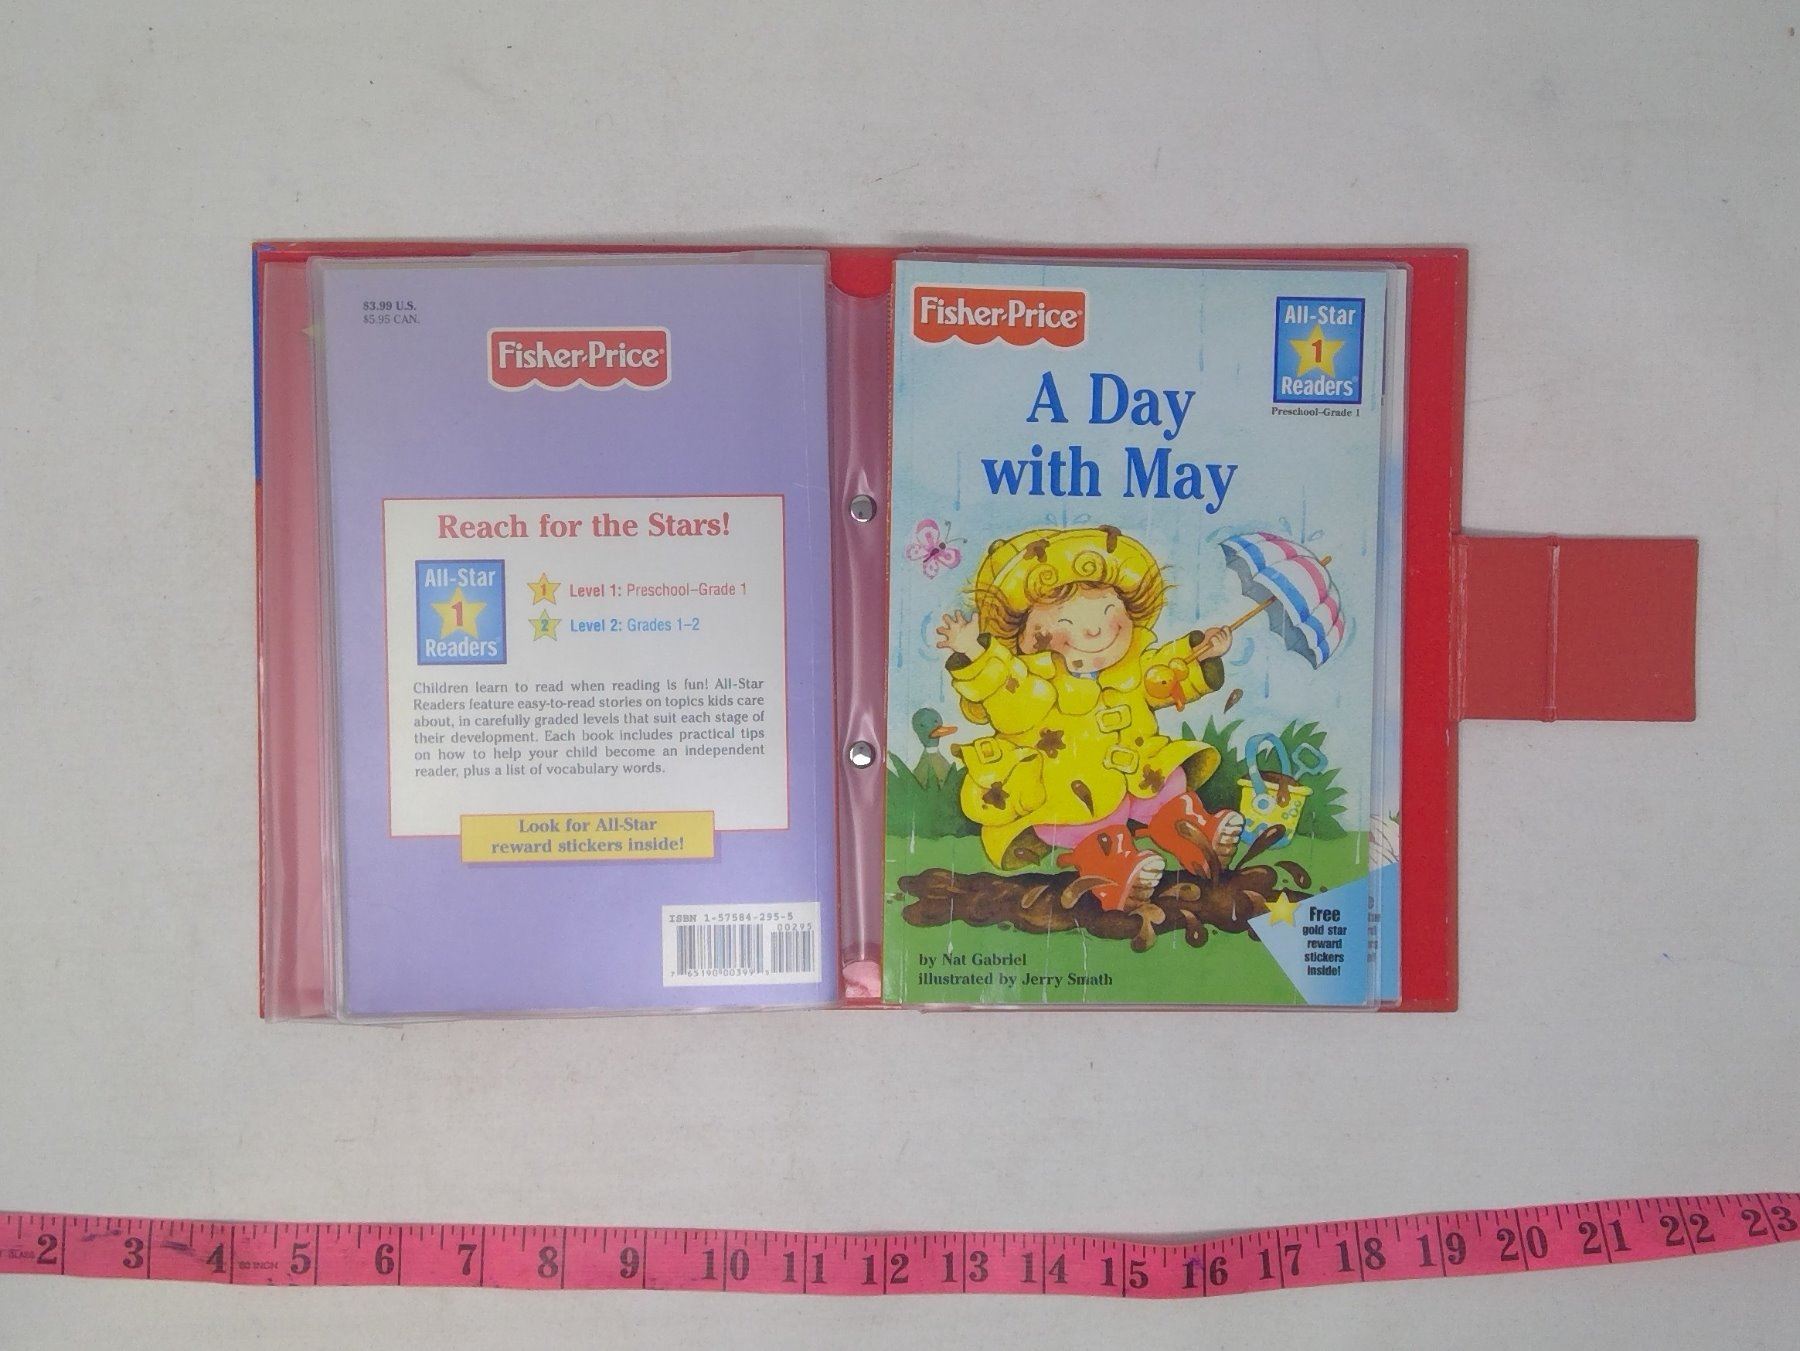 $3.99 U.S.
$5.95 CAN.
Fisher-Price®
Reach for the Stars!
All-Star
1
Readers
1 Level 1: Preschool–Grade 1
2 Level 2: Grades 1–2
Children learn to read when reading is fun! All-Star
Readers feature easy-to-read stories on topics kids care
about, in carefully graded levels that suit each stage of
their development. Each book includes practical tips
on how to help your child become an independent
reader, plus a list of vocabulary words.
Look for All-Star
reward stickers inside!
ISBN 1-57584-295-5
00295
7 65190 00399
Fisher-Price®
All-Star
1
Readers®
Preschool–Grade 1
A Day
with May
Free
gold star
reward
stickers
inside!
by Nat Gabriel
illustrated by Jerry Smath
2 3 4 5 6 7 8 9 10 11 12 13 14 15 16 17 18 19 20 21 22 23
60 INCH